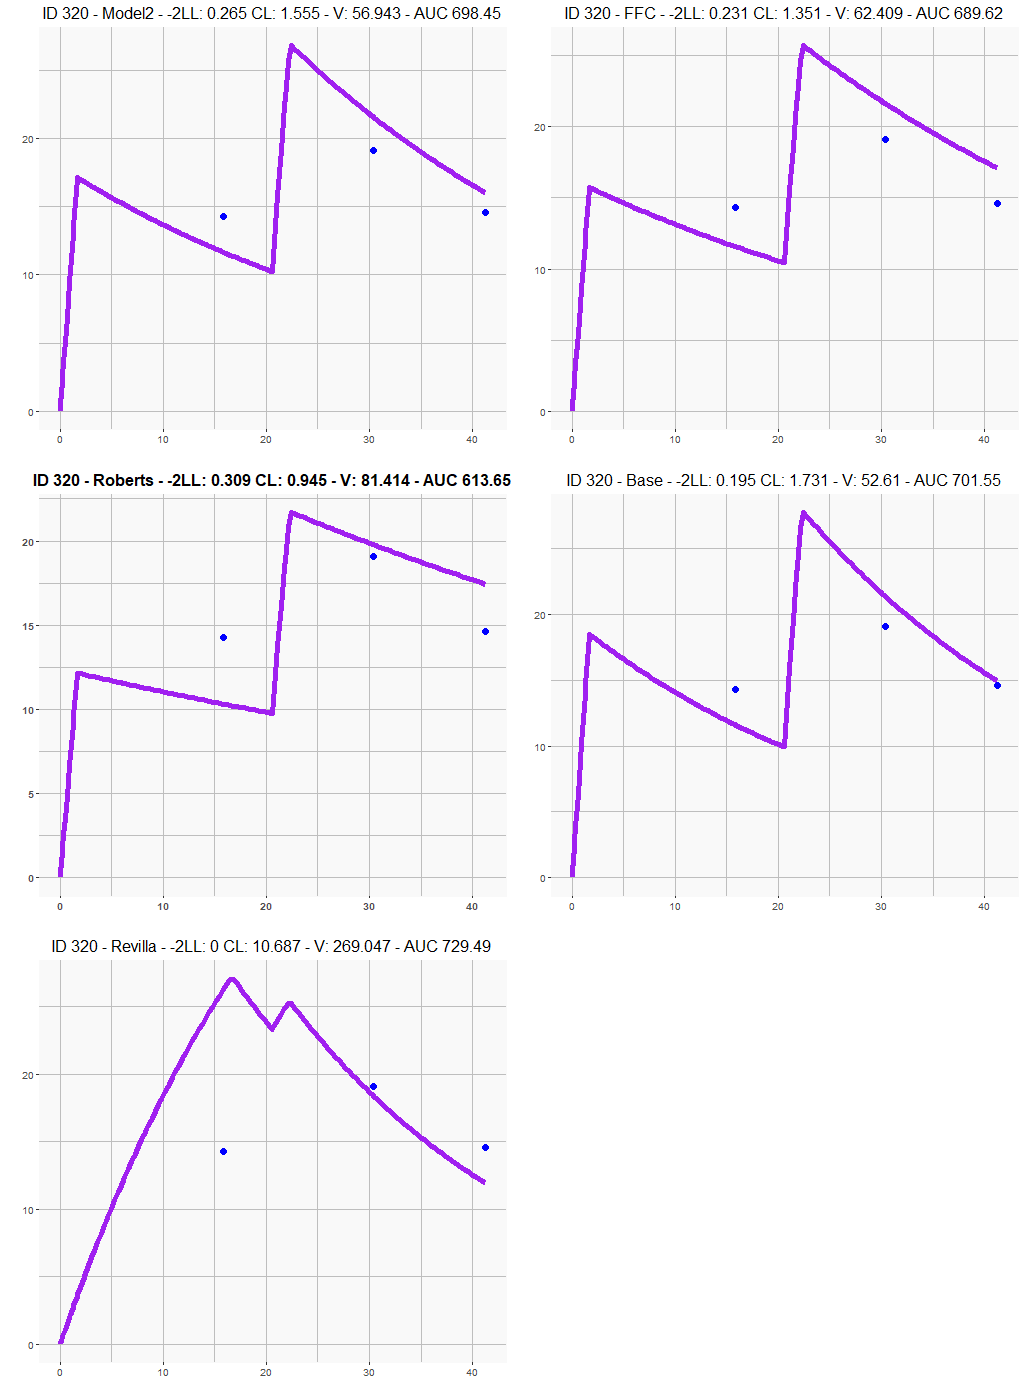 ID 320 - Model2 - -2LL: 0.265 CL: 1.555 - V: 56.943 - AUC 698.45
20
10
0
0 10 20 30 40
ID 320 - FFC - -2LL: 0.231 CL: 1.351 - V: 62.409 - AUC 689.62
20
10
0
0 10 20 30 40
ID 320 - Roberts - -2LL: 0.309 CL: 0.945 - V: 81.414 - AUC 613.65
20
15
10
5
0
0 10 20 30 40
ID 320 - Base - -2LL: 0.195 CL: 1.731 - V: 52.61 - AUC 701.55
20
10
0
0 10 20 30 40
ID 320 - Revilla - -2LL: 0 CL: 10.687 - V: 269.047 - AUC 729.49
20
10
0
0 10 20 30 40